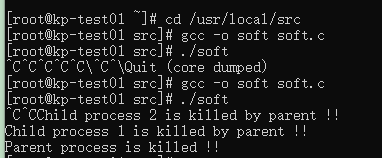 [root@kp-test01 ~]# cd /usr/local/src
[root@kp-test01 src]# gcc -o soft soft.c
[root@kp-test01 src]# ./soft
^C^C^C^C^C\^C^\Quit (core dumped)
[root@kp-test01 src]# gcc -o soft soft.c
[root@kp-test01 src]# ./soft
^C^CChild process 2 is killed by parent !!
Child process 1 is killed by parent !!
Parent process is killed !!